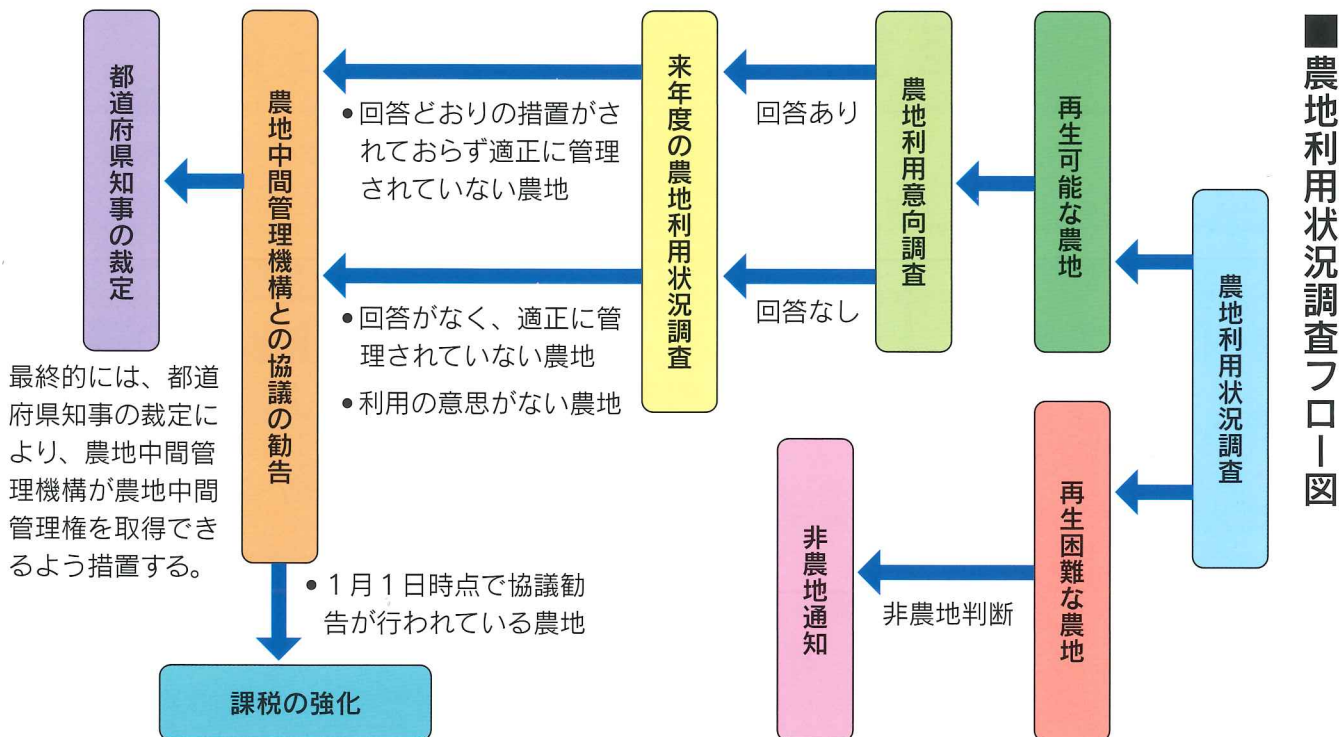 ■農地利用状況調査フロー図
農地利用状況調査
再生可能な農地
再生困難な農地
農地利用意向調査
非農地判断
非農地通知
回答あり
回答なし
来年度の農地利用状況調査
•回答どおりの措置がさ
れておらず適正に管理
されていない農地
•回答がなく、適正に管
理されていない農地
•利用の意思がない農地
農地中間管理機構との協議の勧告
都道府県知事の裁定
最終的には、都道
府県知事の裁定に
より、農地中間管
理機構が農地中間
管理権を取得でき
るよう措置する。
•１月１日時点で協議勧
告が行われている農地
課税の強化